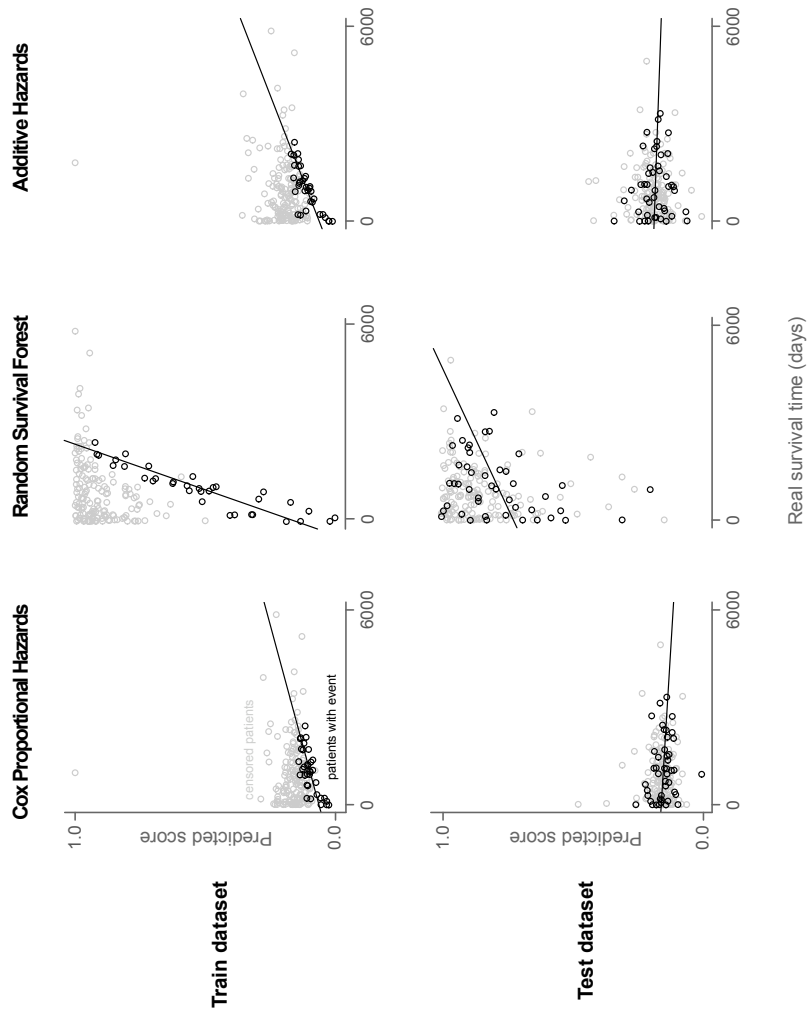 Cox Proportional Hazards
Random Survival Forest
Additive Hazards
Train dataset
Predicted score
1.0
0.0
censored patients
patients with event
0
6000
0
6000
0
6000
Test dataset
Predicted score
1.0
0.0
0
6000
0
6000
0
6000
Real survival time (days)